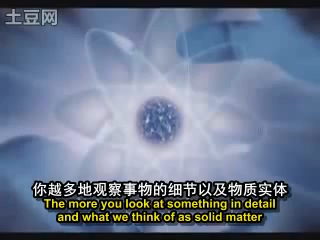 土豆网
你越多地观察事物的细节以及物质实体
The more you look at something in detail
and what we think of as solid matter